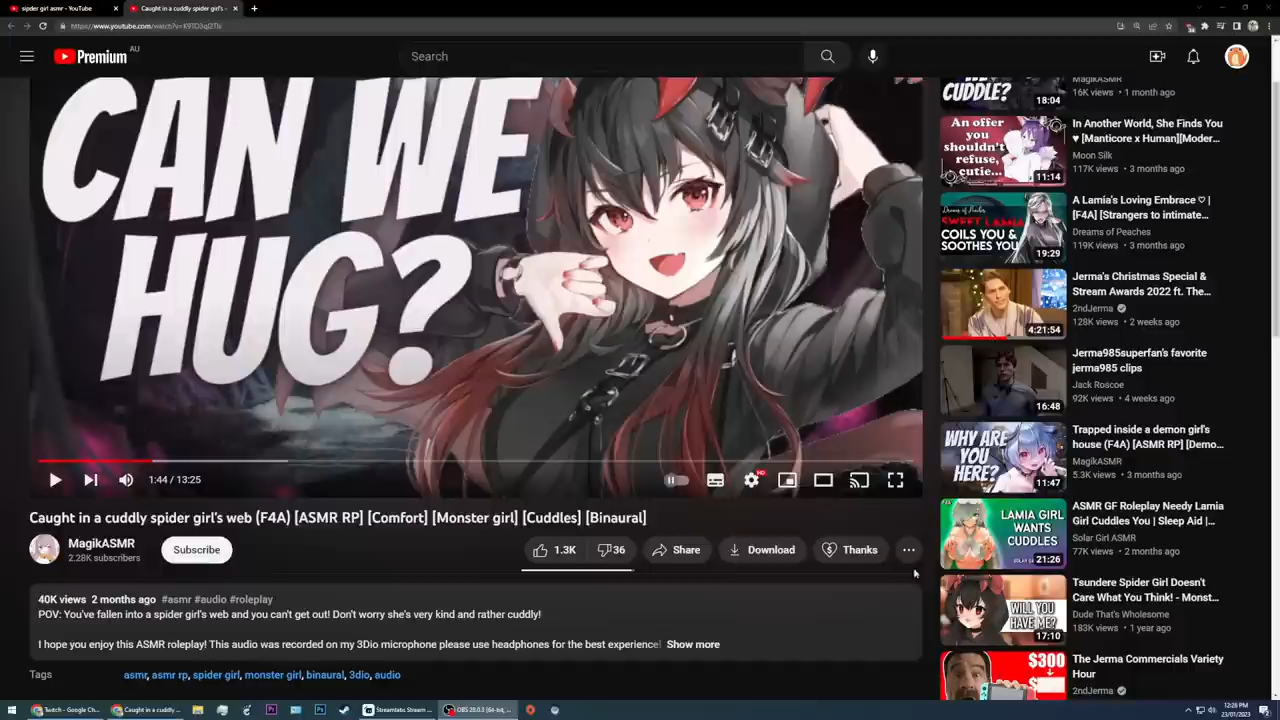 sipder girl asmr - YouTube
Caught in a cuddly spider girl's -
Premium
AU
Search
CAN WE
HUG?
1:44 / 13:25
HD
Caught in a cuddly spider girl's web (F4A) [ASMR RP] [Comfort] [Monster girl] [Cuddles] [Binaural]
MagikASMR
2.28K subscribers
Subscribe
1.3K
36
Share
Download
Thanks
40K views 2 months ago #asmr #audio #roleplay
POV: You've fallen into a spider girl's web and you can't get out! Don't worry she's very kind and rather cuddly!
I hope you enjoy this ASMR roleplay! This audio was recorded on my 3Dio microphone please use headphones for the best experience! Show more
Tags
asmr, asmr rp, spider girl, monster girl, binaural, 3dio, audio
CUDDLE?
18:04
MagikASMR
16K views • 1 month ago
An offer
you
shouldn't
refuse,
cutie...
11:14
In Another World, She Finds You
♥ [Manticore x Human][Moder...
Moon Silk
117K views • 3 months ago
Dreams of Peaches
SWEET LAMIA
COILS YOU &
SOOTHES YOU
19:29
A Lamia's Loving Embrace ♡ |
[F4A] [Strangers to intimate...
Dreams of Peaches
119K views • 3 months ago
4:21:54
Jerma's Christmas Special &
Stream Awards 2022 ft. The...
2ndJerma
128K views • 2 weeks ago
16:48
Jerma985superfan's favorite
jerma985 clips
Jack Roscoe
92K views • 4 weeks ago
WHY ARE
YOU
HERE?
11:47
Trapped inside a demon girl's
house (F4A) [ASMR RP] [Demo...
MagikASMR
5.3K views • 3 months ago
LAMIA GIRL
WANTS
CUDDLES
21:26
ASMR GF Roleplay Needy Lamia
Girl Cuddles You | Sleep Aid |...
Solar Girl ASMR
77K views • 2 months ago
WILL YOU
HAVE ME?
17:10
Tsundere Spider Girl Doesn't
Care What You Think! - Monst...
Dude That's Wholesome
183K views • 1 year ago
$300
The Jerma Commercials Variety
Hour
2ndJerma
Twitch - Google Ch...
Caught in a cuddly ...
Streamlabs Stream ...
OBS 28.0.3 (64-bit, ...
12:28 PM
23/01/2023